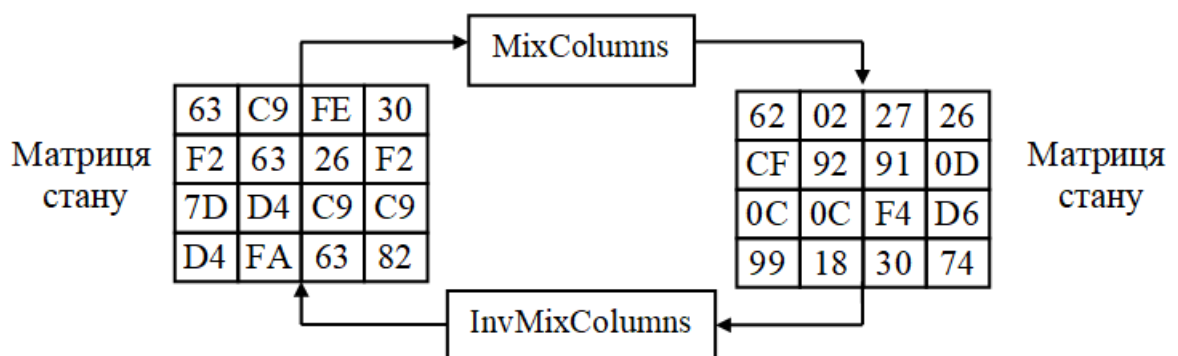 MixColumns
63 C9 FE 30
F2 63 26 F2
7D D4 C9 C9
D4 FA 63 82
Матриця
стану
62 02 27 26
CF 92 91 0D
0C 0C F4 D6
99 18 30 74
Матриця
стану
InvMixColumns